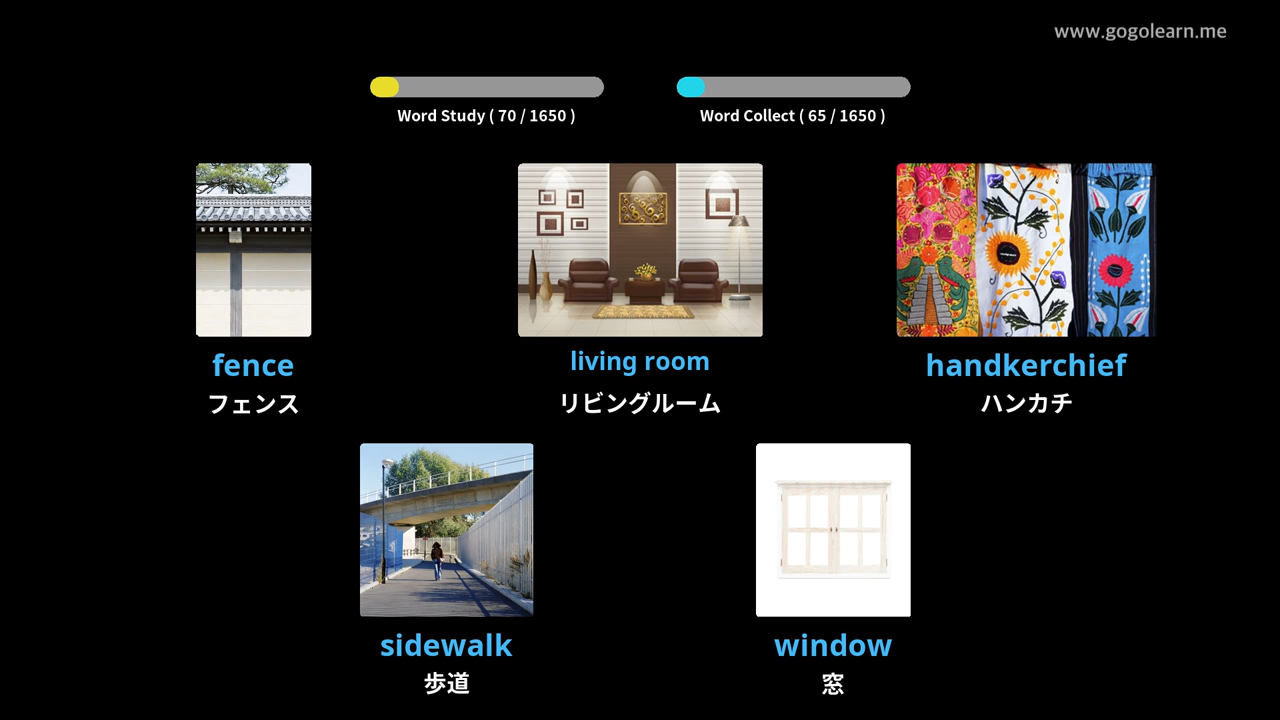 www.gogolearn.me
Word Study ( 70 / 1650 )
Word Collect ( 65 / 1650 )
fence
フェンス
living room
リビングルーム
handkerchief
ハンカチ
sidewalk
歩道
window
窓